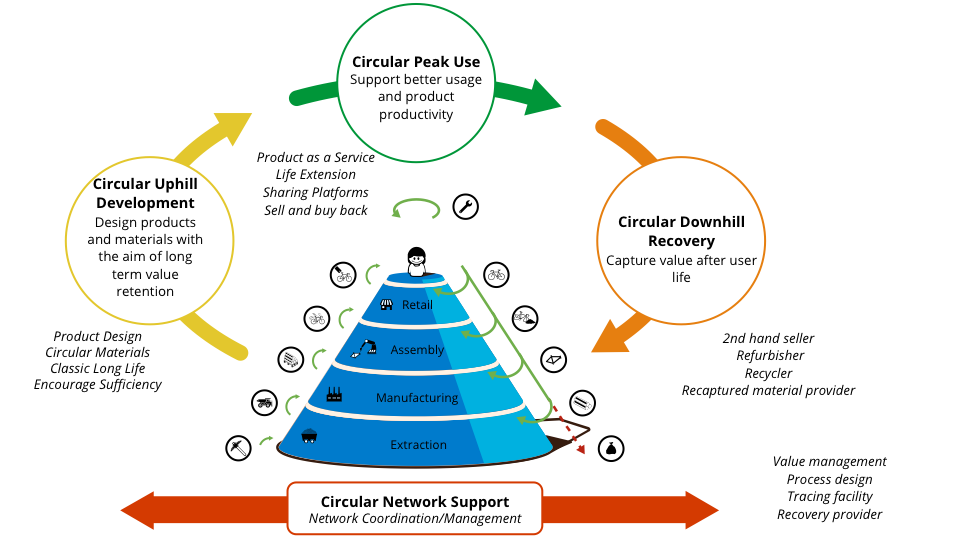 Circular Peak Use
Support better usage
and product
productivity
Product as a Service
Life Extension
Sharing Platforms
Sell and buy back
Circular Uphill
Development
Design products
and materials with
the aim of long
term value
retention
Product Design
Circular Materials
Classic Long Life
Encourage Sufficiency
Circular Downhill
Recovery
Capture value after user
life
2nd hand seller
Refurbisher
Recycler
Recaptured material provider
Retail
Assembly
Manufacturing
Extraction
Value management
Process design
Tracing facility
Recovery provider
Circular Network Support
Network Coordination/Management